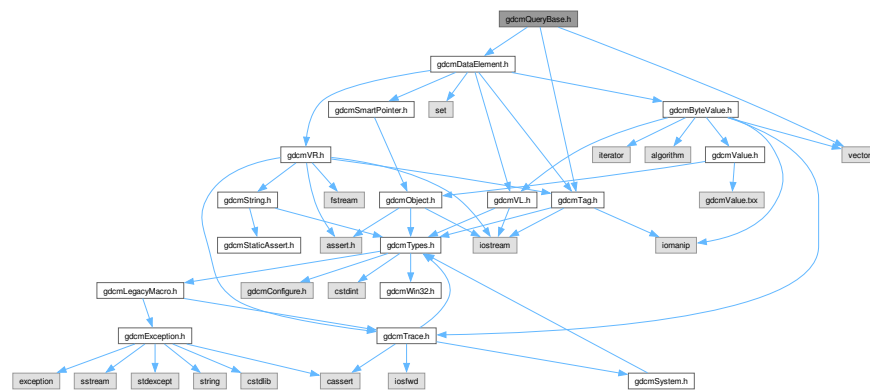 gdcmQueryBase.h
gdcmDataElement.h
gdcmSmartPointer.h
set
gdcmByteValue.h
iterator
algorithm
gdcmValue.h
vector
gdcmVR.h
gdcmString.h
fstream
gdcmObject.h
gdcmVL.h
gdcmTag.h
gdcmValue.txx
gdcmStaticAssert.h
assert.h
gdcmTypes.h
iostream
iomanip
gdcmLegacyMacro.h
gdcmConfigure.h
cstdint
gdcmWin32.h
gdcmException.h
gdcmTrace.h
exception
sstream
stdexcept
string
cstdlib
cassert
iosfwd
gdcmSystem.h